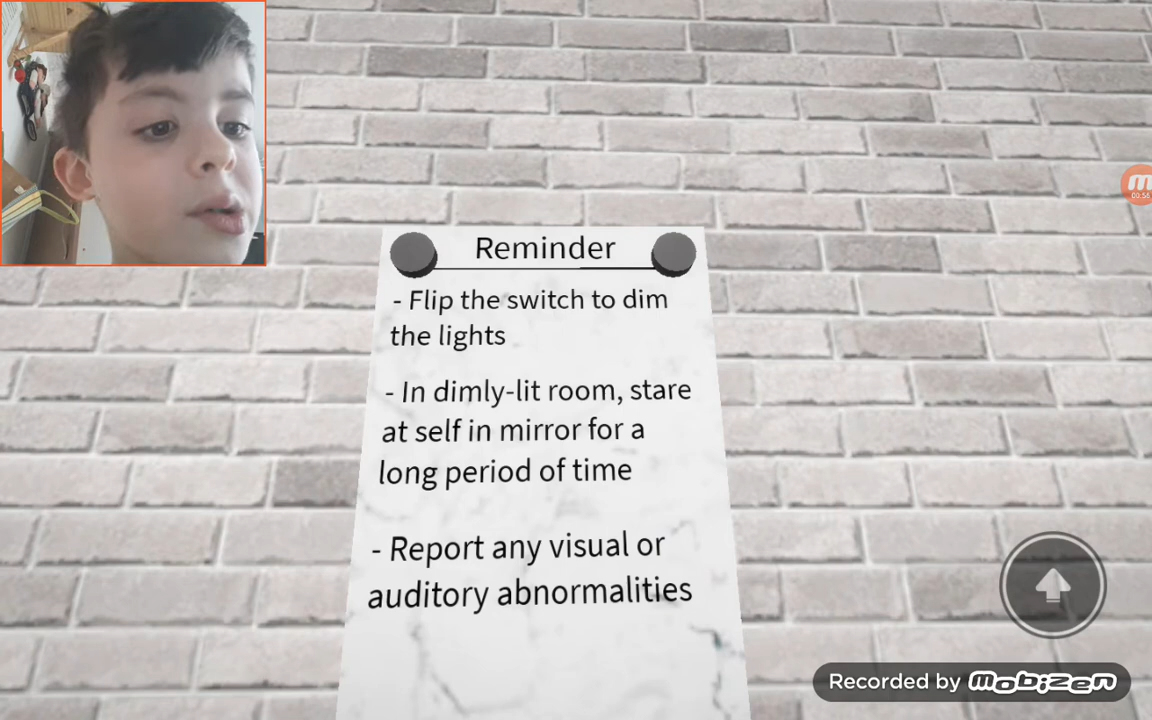 Reminder
- Flip the switch to dim
the lights
- In dimly-lit room, stare
at self in mirror for a
long period of time
- Report any visual or
auditory abnormalities
Recorded by mobizen